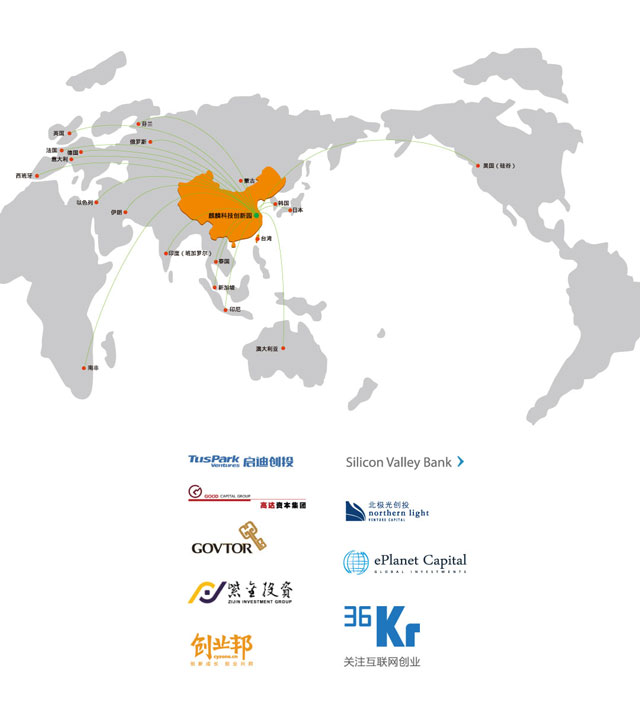 芬兰
英国
俄罗斯
法国
德国
意大利
西班牙
美国（硅谷）
蒙古
以色列
韩国
伊朗
日本
麒麟科技创新园
台湾
印度（班加罗尔）
泰国
新加坡
印尼
澳大利亚
南非
TusPark
Ventures
启迪创投
Silicon Valley Bank
GOOD CAPITAL GROUP
高达资本集团
北极光创投
northern light
VENTURE CAPITAL
GOVTOR
ePlanet Capital
GLOBAL INVESTMENTS
紫金投資
ZIJIN INVESTMENT GROUP
36Kr
创业邦
cyzone.cn
关注互联网创业